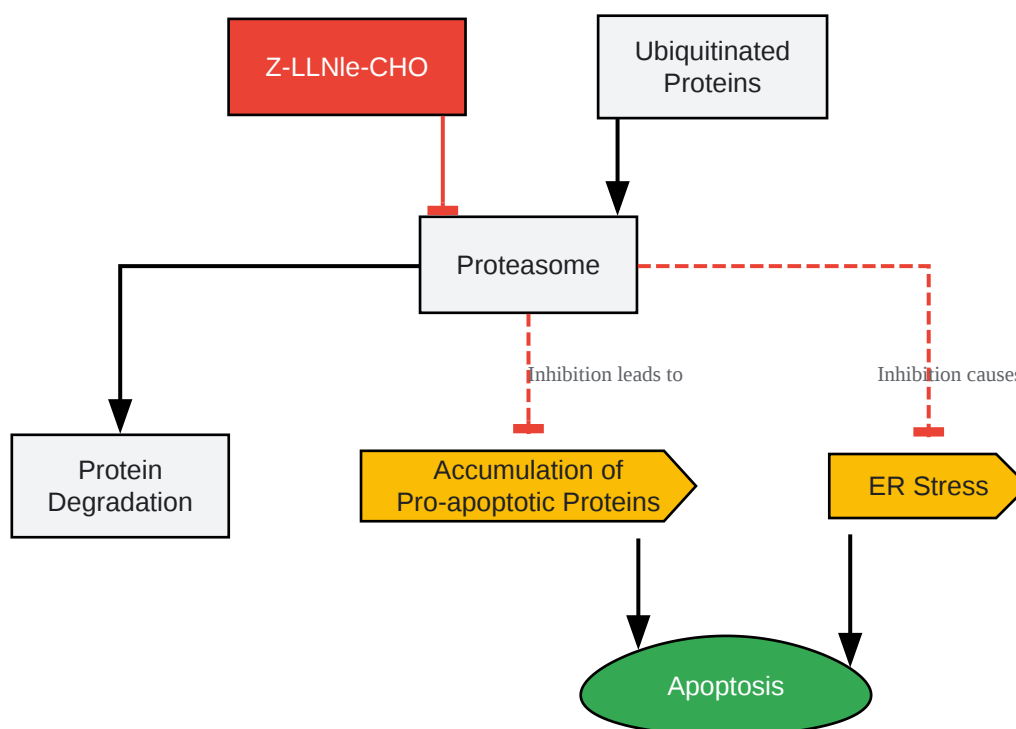 Z-LLNle-CHO
Ubiquitinated
Proteins
Proteasome
Inhibition leads to
Inhibition causes
Protein
Degradation
Accumulation of
Pro-apoptotic Proteins
ER Stress
Apoptosis